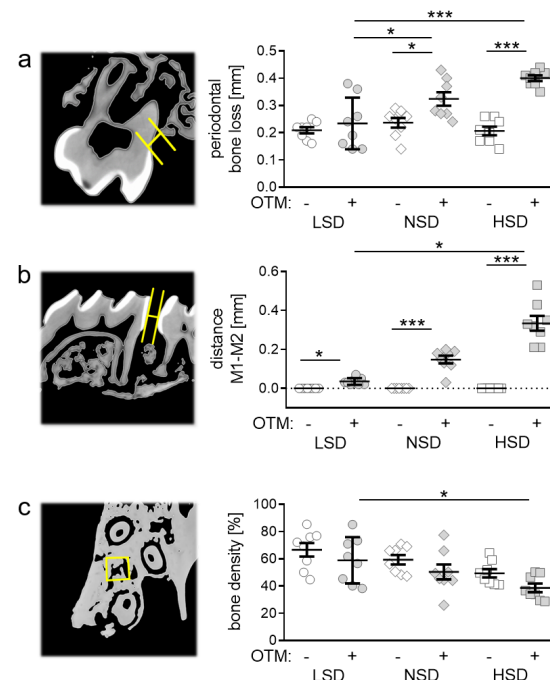 a
periodontal
bone loss [mm]
***
*
*
***
0.5
0.4
0.3
0.2
0.1
0.0
OTM: - + - + - +
LSD NSD HSD
b
distance
M1-M2 [mm]
*
***
*
***
0.6
0.4
0.2
0.0
OTM: - + - + - +
LSD NSD HSD
c
bone density [%]
*
100
80
60
40
20
0
OTM: - + - + - +
LSD NSD HSD